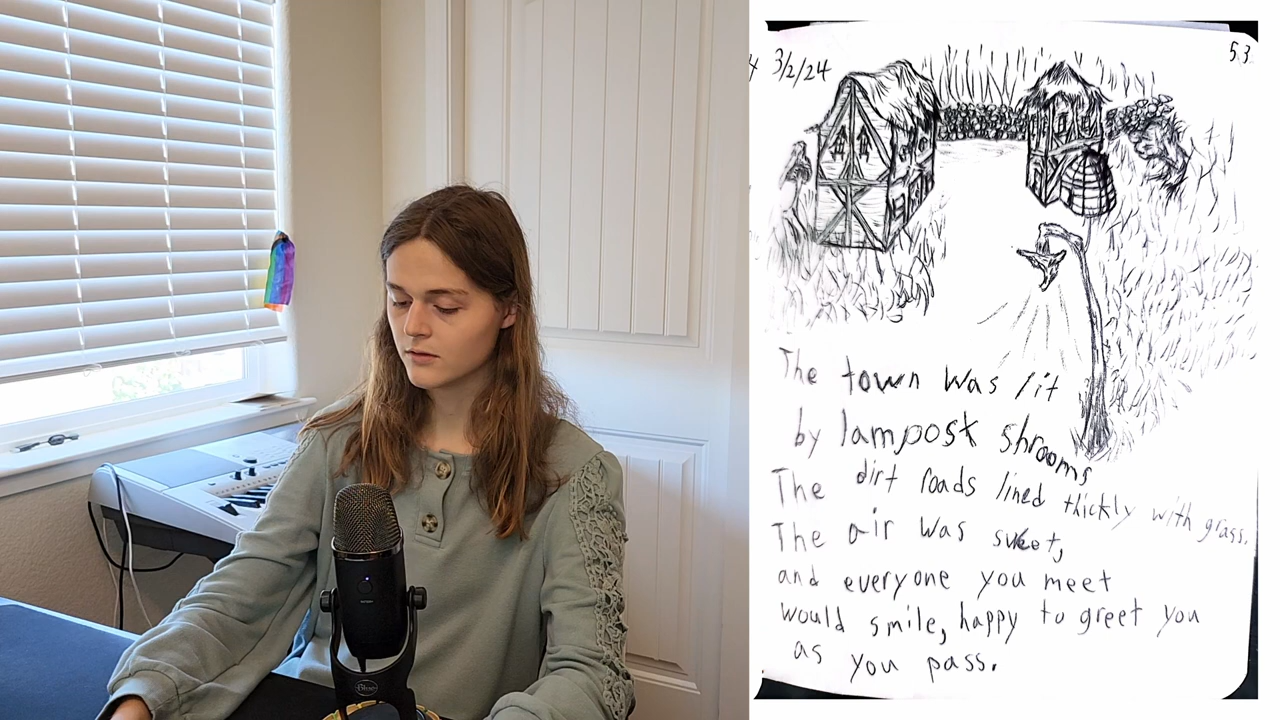 3/2/24
53
The town was lit
by lampost shrooms
The dirt roads lined thickly with grass.
The air was sweet,
and everyone you meet
would smile, happy to greet you
as you pass.
Blue